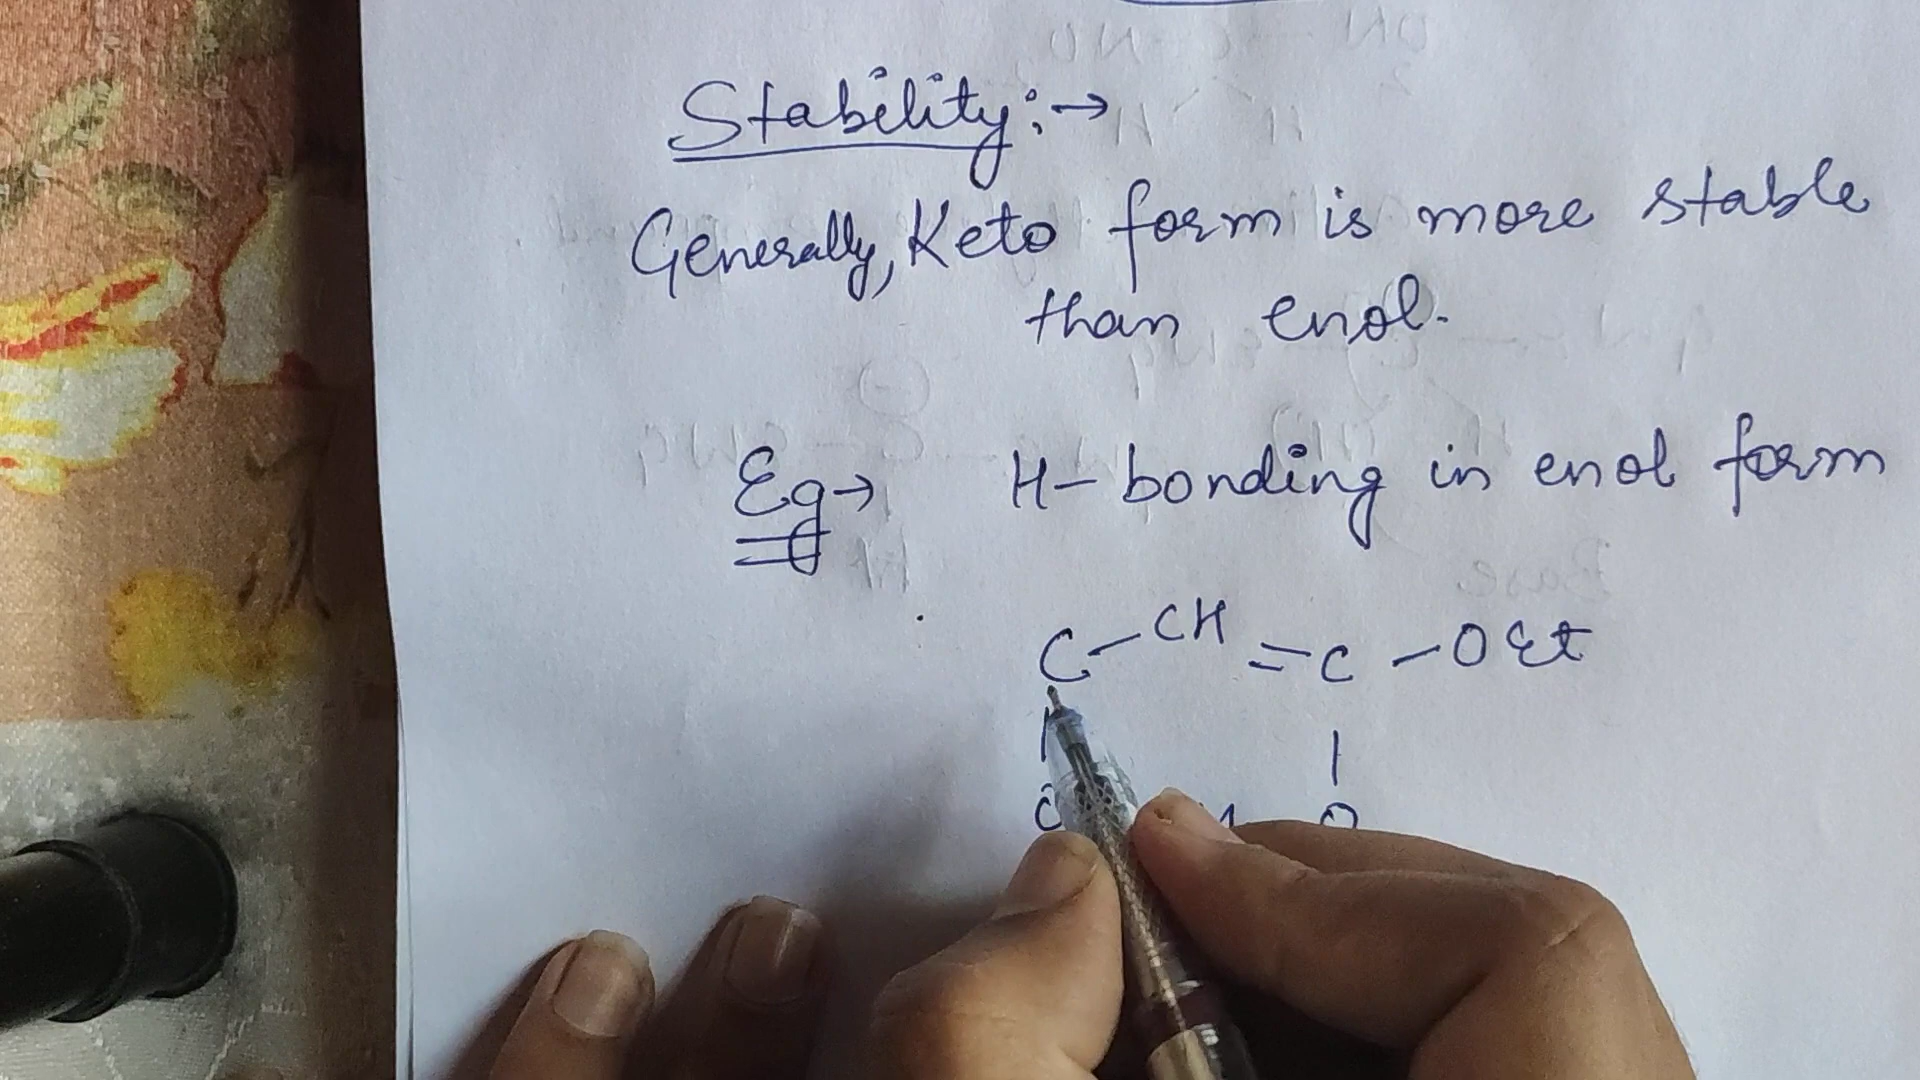 Stability :→
Generally, Keto form is more stable
than enol.
Eg → H- bonding in enol form
C - CH = C - OEt